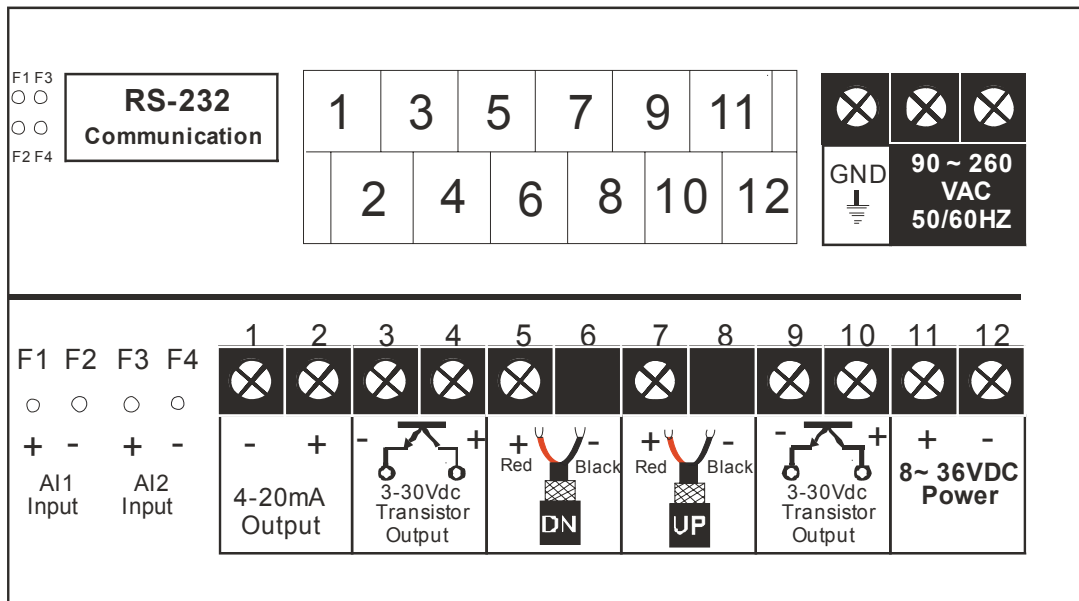 F1 F3
F2 F4
RS-232
Communication
1 3 5 7 9 11
2 4 6 8 10 12
GND
90 ~ 260
VAC
50/60HZ
F1 F2 F3 F4
1 2 3 4 5 6 7 8 9 10 11 12
+ - + -
AI1
Input
AI2
Input
- +
4-20mA
Output
- +
3-30Vdc
Transistor
Output
+ -
Red Black
DN
+ -
Red Black
UP
- +
3-30Vdc
Transistor
Output
+ -
8~ 36VDC
Power